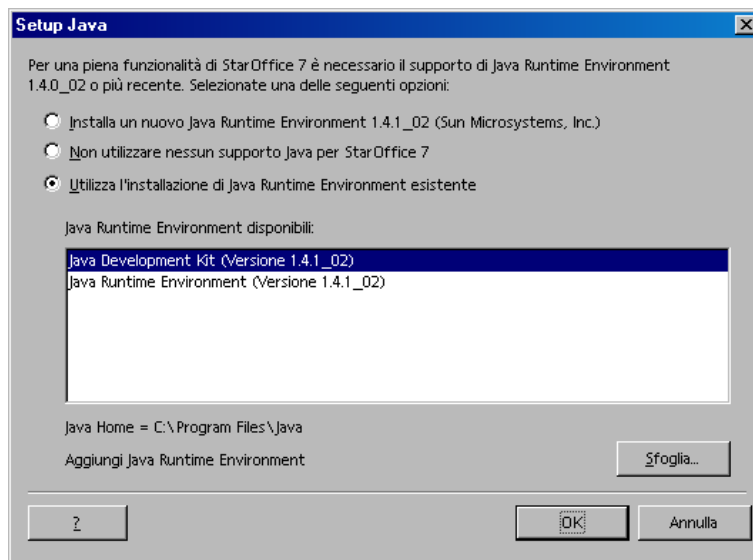 Setup Java
Per una piena funzionalità di StarOffice 7 è necessario il supporto di Java Runtime Environment
1.4.0_02 o più recente. Selezionate una delle seguenti opzioni:
Installa un nuovo Java Runtime Environment 1.4.1_02 (Sun Microsystems, Inc.)
Non utilizzare nessun supporto Java per StarOffice 7
Utilizza l'installazione di Java Runtime Environment esistente
Java Runtime Environment disponibili:
Java Development Kit (Versione 1.4.1_02)
Java Runtime Environment (Versione 1.4.1_02)
Java Home = C:\Program Files\Java
Aggiungi Java Runtime Environment
Sfoglia...
?
OK
Annulla